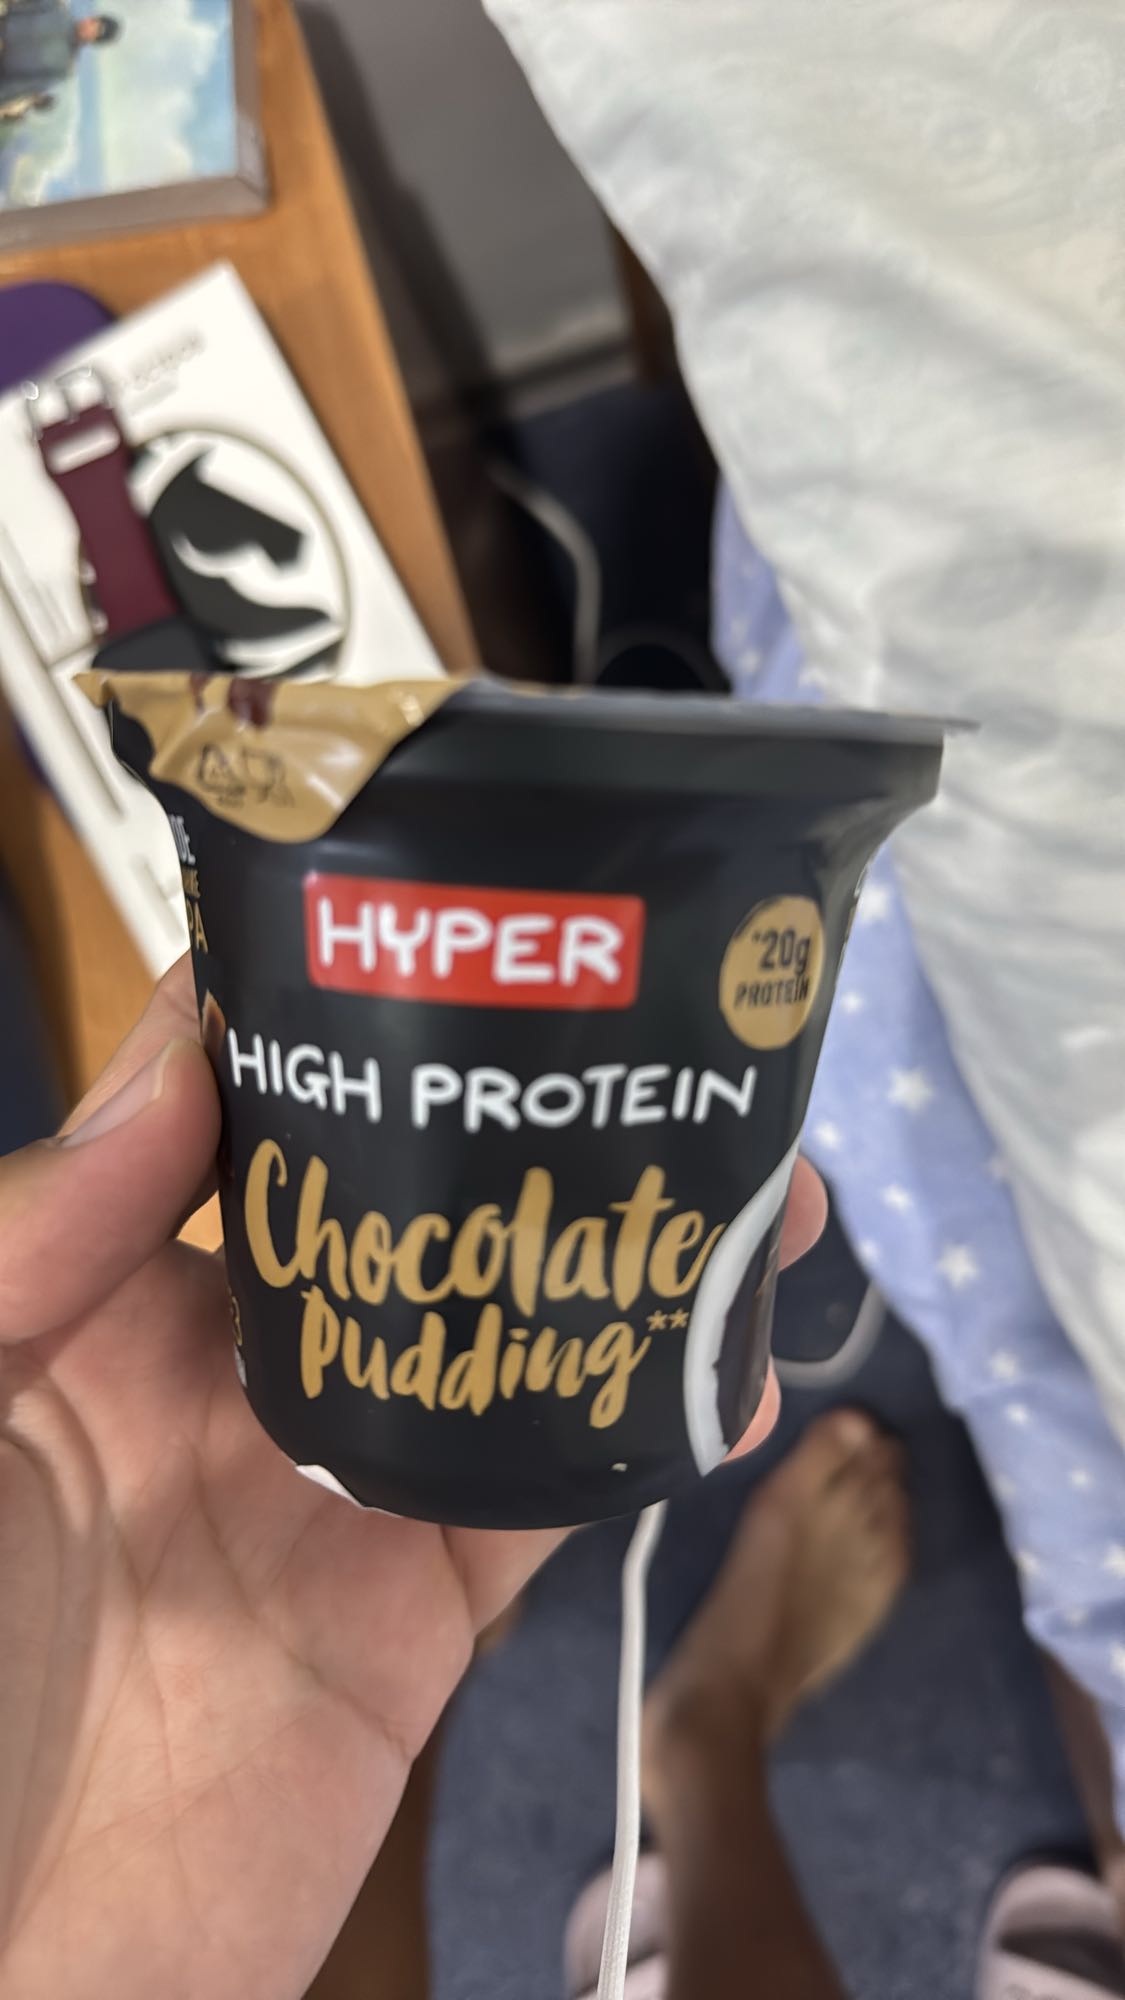 HYPER
*20g
PROTEIN
HIGH PROTEIN
Chocolate
Pudding**